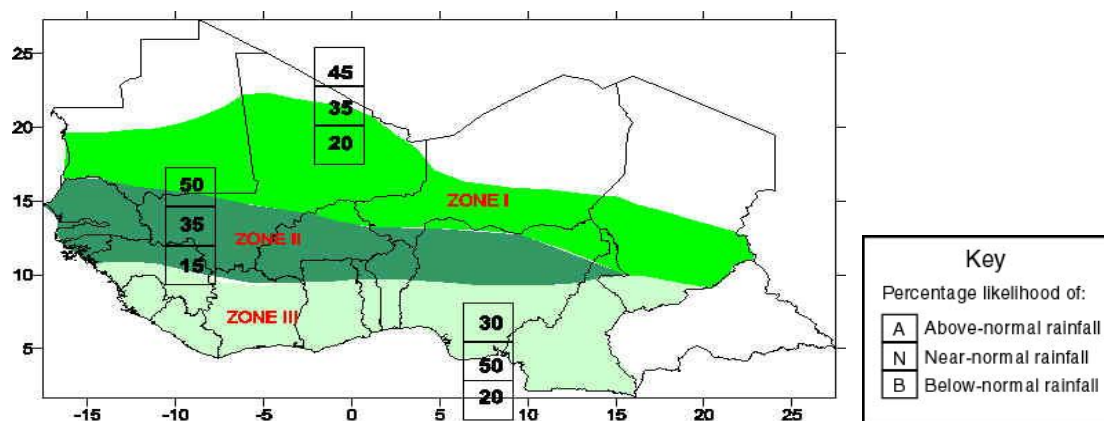 25
20
15
10
5
-15 -10 -5 0 5 10 15 20 25
45
35
20
50
35
15
30
50
20
ZONE I
ZONE II
ZONE III
Key
Percentage likelihood of:
A Above-normal rainfall
N Near-normal rainfall
B Below-normal rainfall